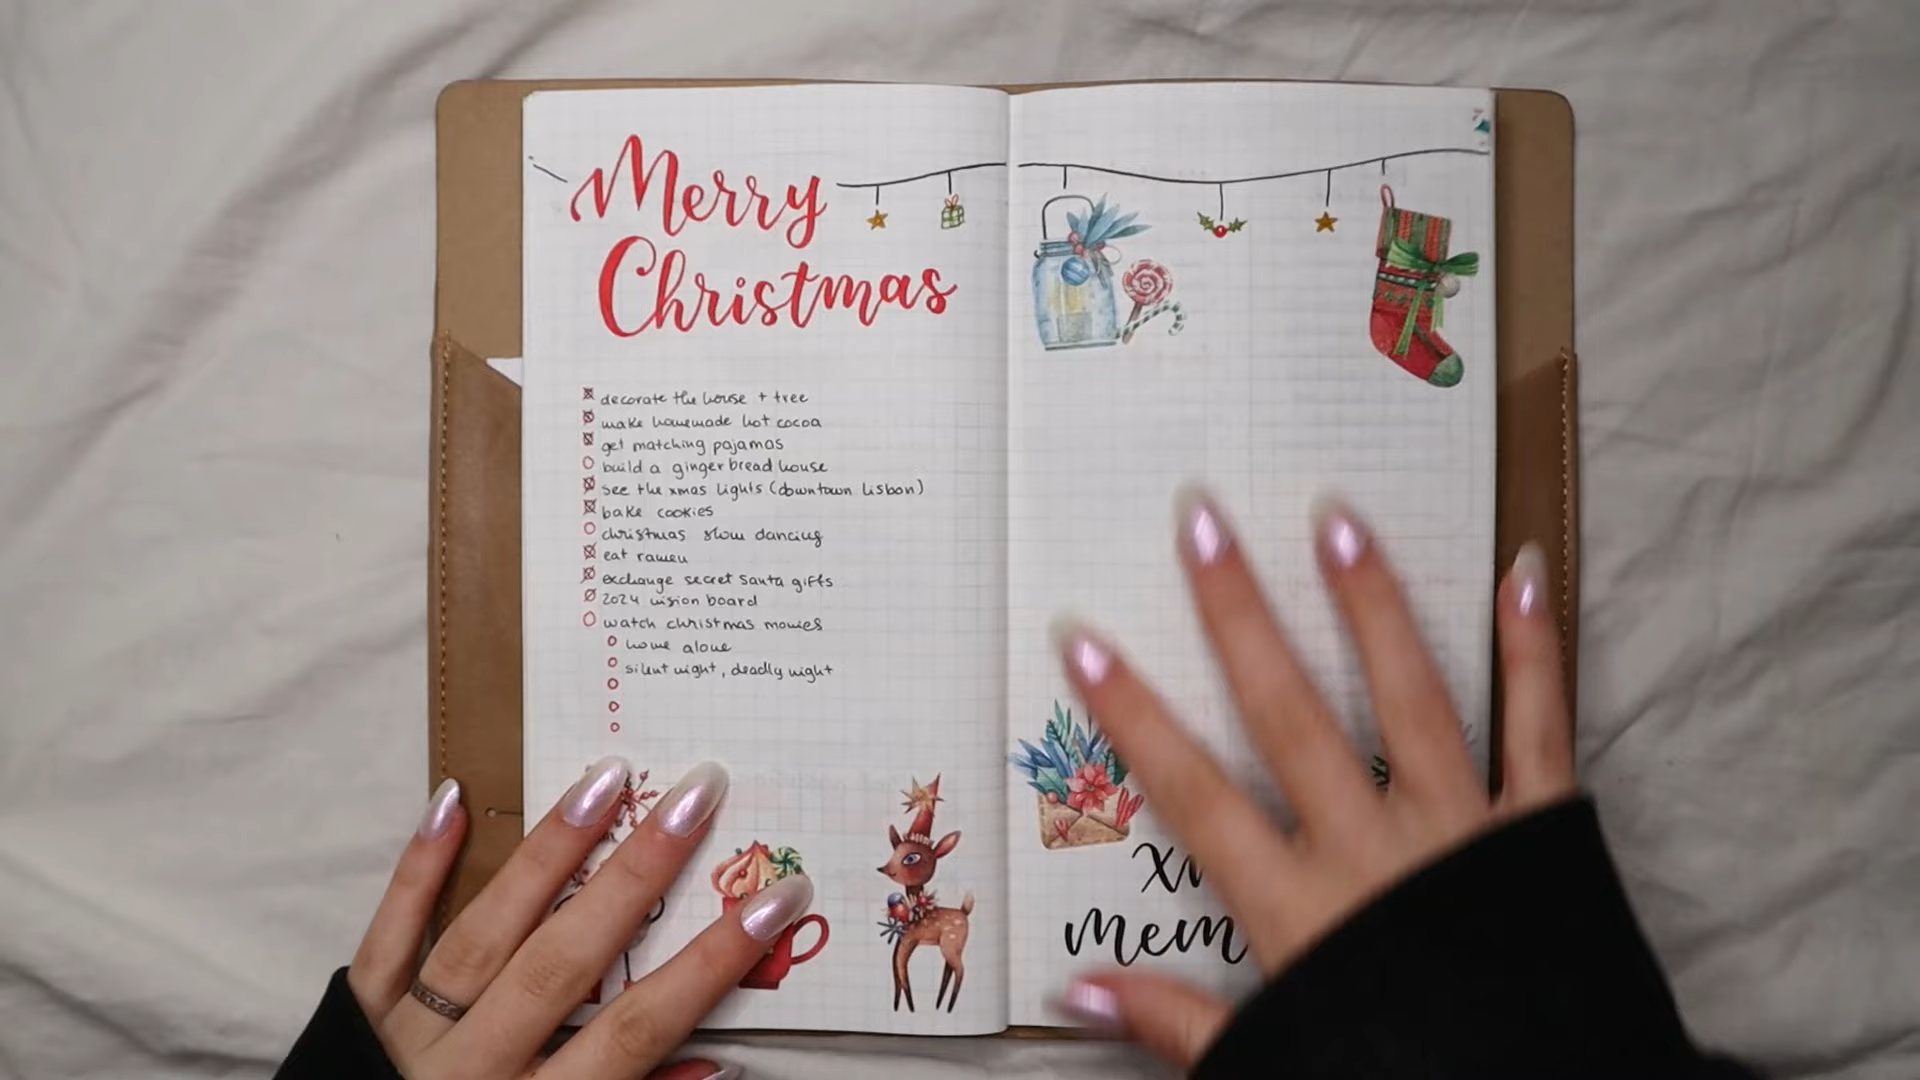 Merry
Christmas
decorate the house + tree
make homemade hot cocoa
get matching pajamas
build a ginger bread house
see the xmas lights (downtown Lisbon)
bake cookies
christmas slow dancing
eat ramen
exchange secret santa gifts
2024 vision board
watch christmas movies
home alone
silent night, deadly night